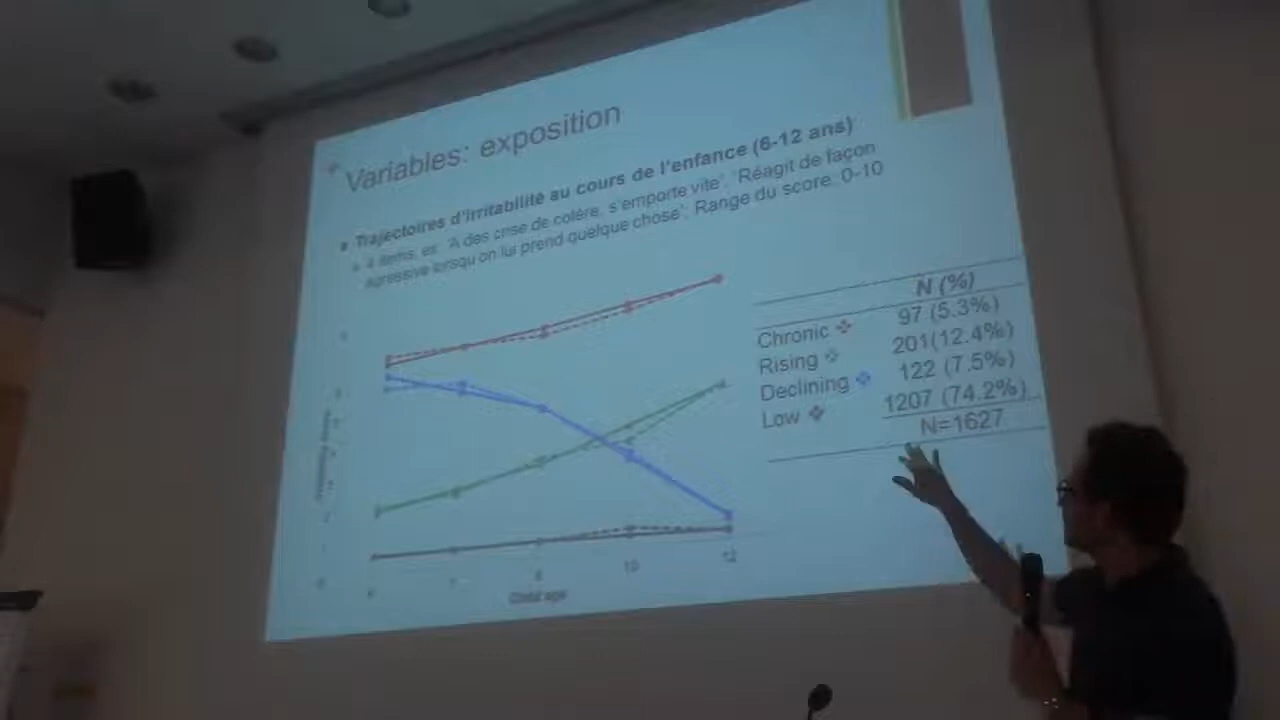 Variables: exposition
Trajectoires d'irritabilité au cours de l'enfance (6-12 ans)
4 items, es. "A des crise de colère, s'emporte vite", "Réagit de façon
agressive lorsqu'on lui prend quelque chose". Range du score: 0-10
N (%)
Chronic 97 (5.3%)
Rising 201(12.4%)
Declining 122 (7.5%)
Low 1207 (74.2%)
N=1627
10
12
Child age